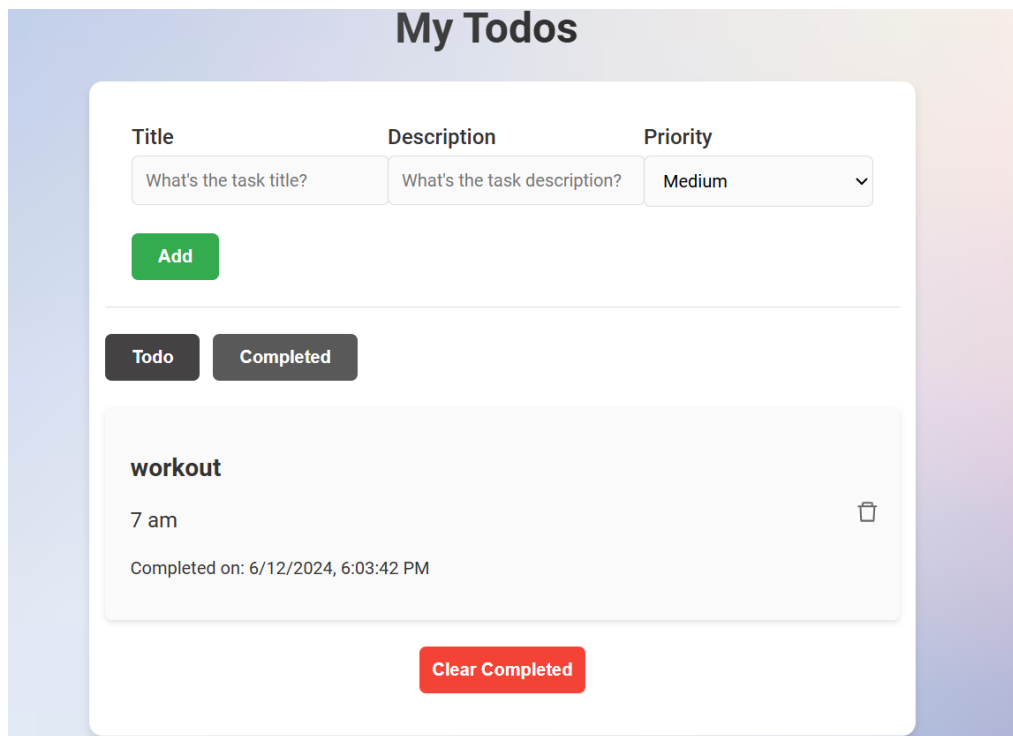 My Todos
Title Description Priority
What's the task title? What's the task description? Medium
Add
Todo Completed
workout
7 am
Completed on: 6/12/2024, 6:03:42 PM
Clear Completed